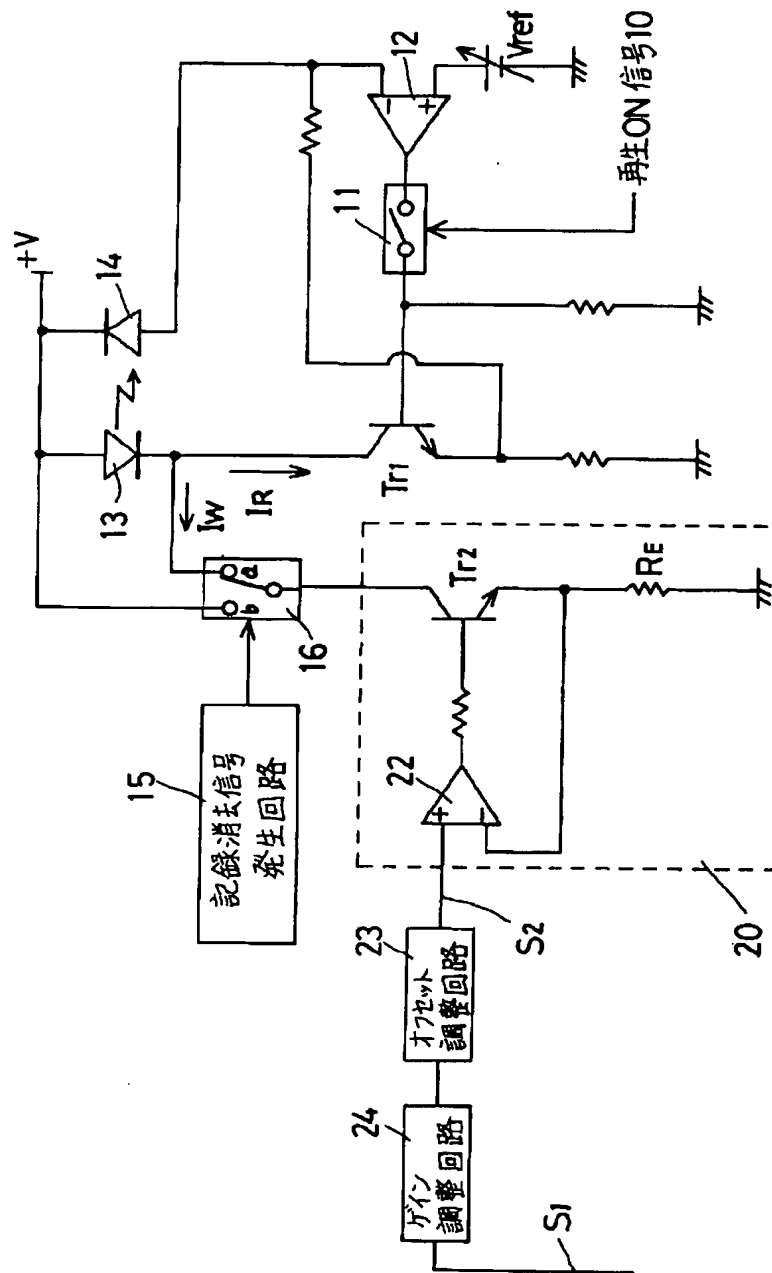 +V
14
13
IW
IR
a
b
16
15
記録消去信号
発生回路
Tr1
11
12
−
+
Vref
再生ON信号10
Tr2
RE
22
+
−
20
S2
23
オフセット
調整回路
24
ゲイン
調整回路
S1